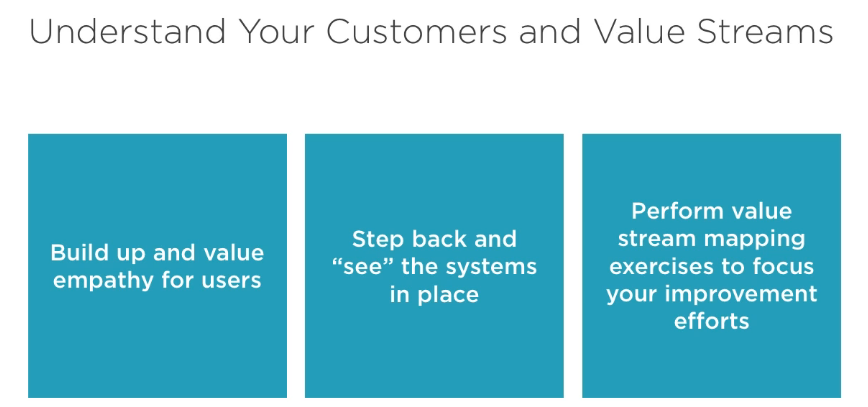 Understand Your Customers and Value Streams
Build up and value
empathy for users
Step back and
“see” the systems
in place
Perform value
stream mapping
exercises to focus
your improvement
efforts